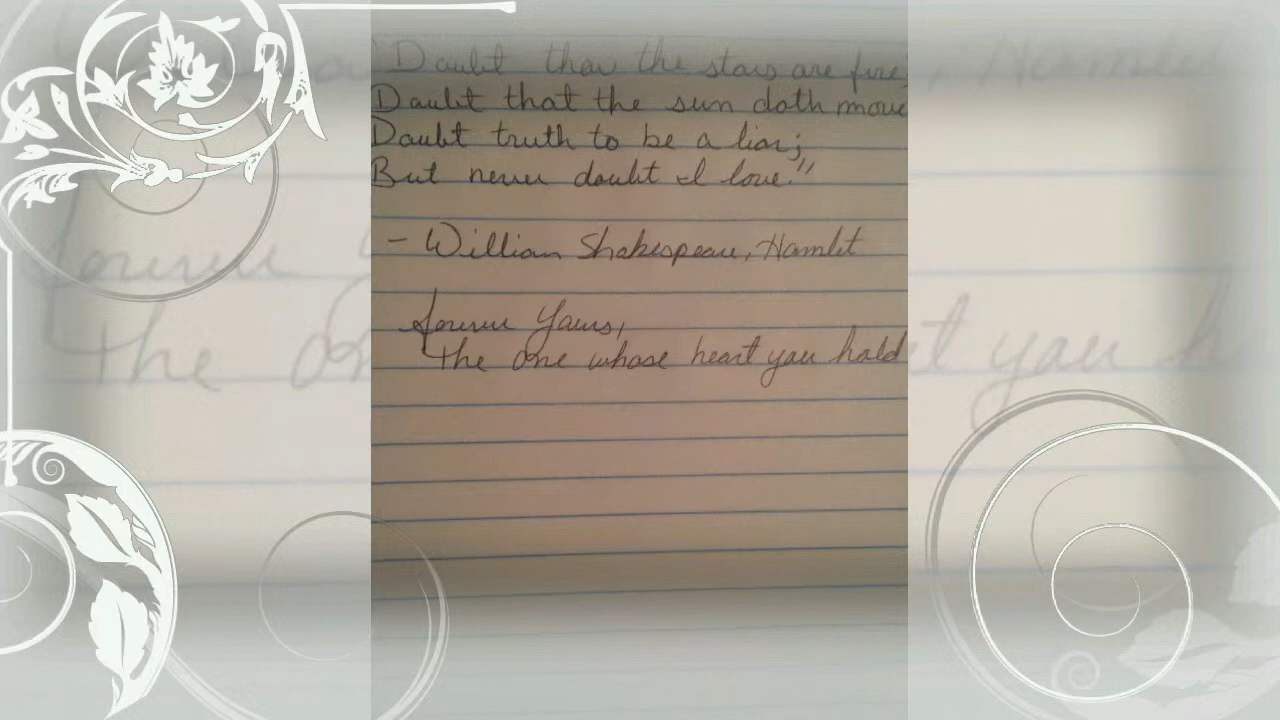 "Doubt thou the stars are fire,
Doubt that the sun doth move
Doubt truth to be a liar;
But never doubt I love."
- William Shakespeare, Hamlet
Forever Yours,
The One whose heart you hold